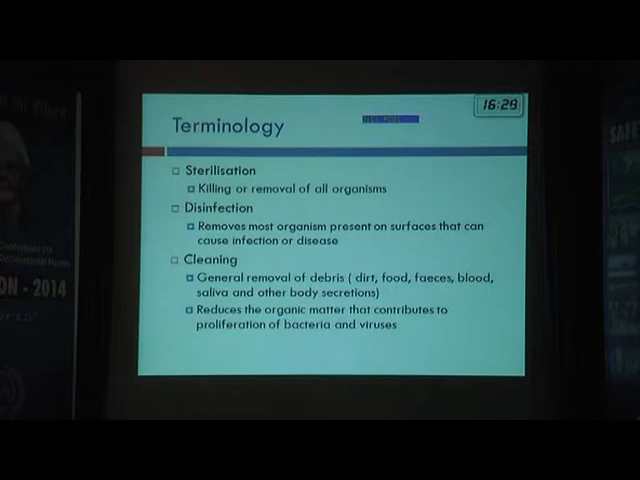 16:29
Terminology
Sterilisation
Killing or removal of all organisms
Disinfection
Removes most organism present on surfaces that can
cause infection or disease
Cleaning
General removal of debris ( dirt, food, faeces, blood,
saliva and other body secretions)
Reduces the organic matter that contributes to
proliferation of bacteria and viruses
ON - 2014
SAFE